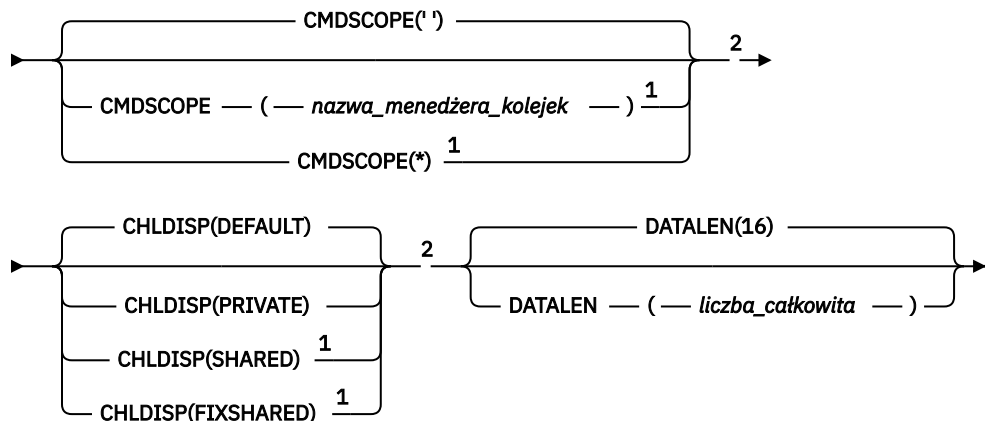 CMDSCOPE(' ')
2
CMDSCOPE ( nazwa_menedżera_kolejek ) 1
CMDSCOPE(*) 1
CHLDISP(DEFAULT) DATALEN(16)
2
CHLDISP(PRIVATE) DATALEN ( liczba_całkowita )
CHLDISP(SHARED) 1
CHLDISP(FIXSHARED) 1